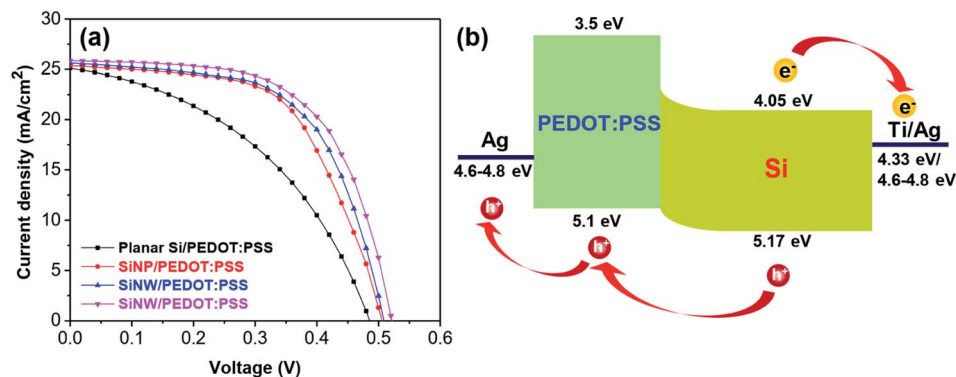 (a)
30
25
20
15
10
5
0
Current density (mA/cm²)
0.0 0.1 0.2 0.3 0.4 0.5 0.6
Voltage (V)
Planar Si/PEDOT:PSS
SiNP/PEDOT:PSS
SiNW/PEDOT:PSS
SiNW/PEDOT:PSS
(b)
3.5 eV
e-
4.05 eV
e-
PEDOT:PSS
Ag
4.6-4.8 eV
Si
Ti/Ag
4.33 eV/
4.6-4.8 eV
5.1 eV
5.17 eV
h+
h+
h+